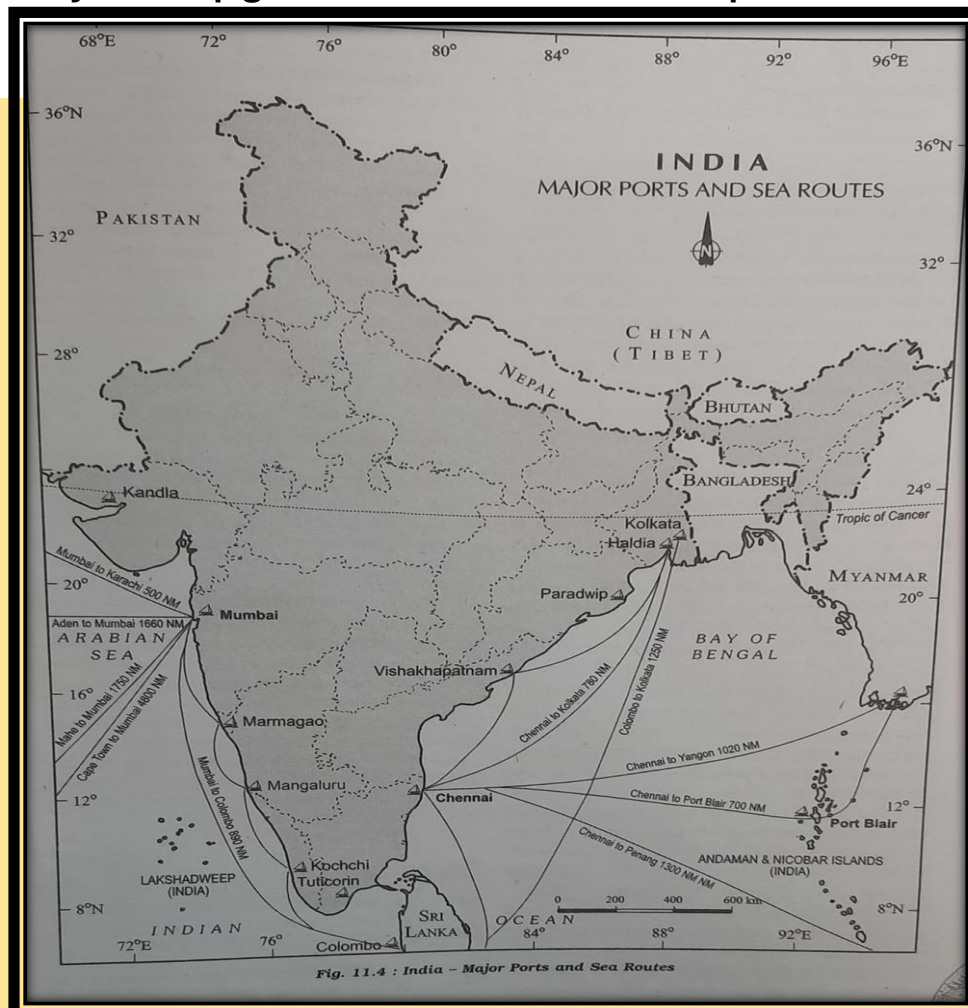 68°E 72° 76° 80° 84° 88° 92° 96°E
36°N
36°N
INDIA
MAJOR PORTS AND SEA ROUTES
N
PAKISTAN
32°
32°
CHINA
(TIBET)
28°
NEPAL
BHUTAN
BANGLADESH
24°
Kandla
Tropic of Cancer
Kolkata
Haldia
MYANMAR
Mumbai to Karachi 500 NM
20°
20°
Paradwip
Mumbai
Aden to Mumbai 1660 NM
ARABIAN
SEA
BAY OF
BENGAL
Vishakhapatnam
Mahe to Mumbai 1750 NM
Cape Town to Mumbai 4600 NM
16°
Chennai to Kolkata 780 NM
Colombo to Kolkata 1250 NM
Marmagao
Mumbai to Colombo 890 NM
Chennai to Yangon 1020 NM
Mangaluru
12°
12°
Chennai
Chennai to Port Blair 700 NM
Port Blair
Chennai to Penang 1300 NM NM
Kochchi
Tuticorin
ANDAMAN & NICOBAR ISLANDS
(INDIA)
LAKSHADWEEP
(INDIA)
0 200 400 600 km
8°N
8°N
INDIAN
OCEAN
SRI
LANKA
Colombo
72°E 76° 84° 88° 92°E
Fig. 11.4 : India – Major Ports and Sea Routes